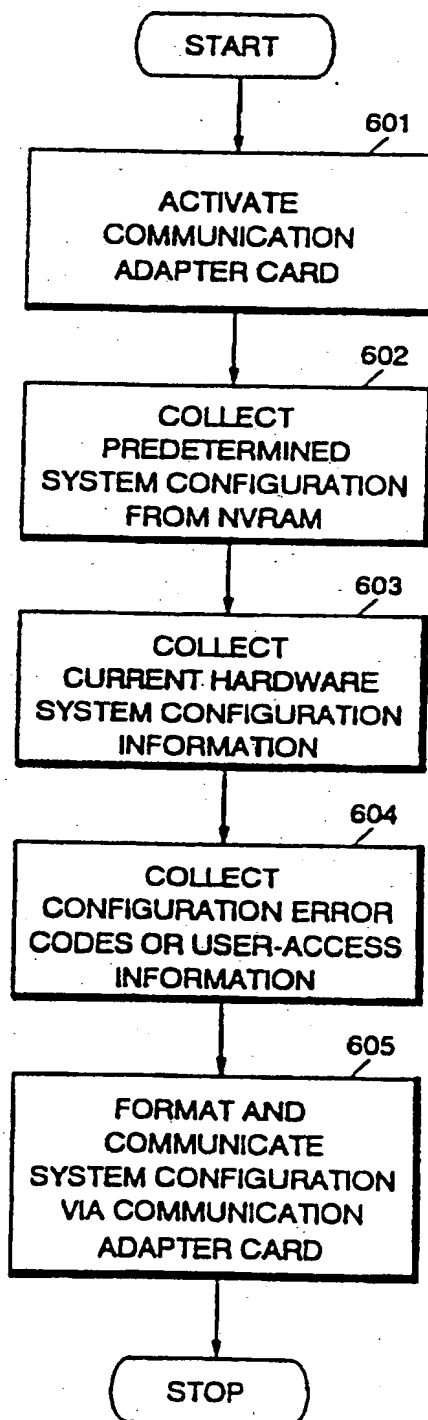 START
601
ACTIVATE
COMMUNICATION
ADAPTER CARD
602
COLLECT
PREDETERMINED
SYSTEM CONFIGURATION
FROM NVRAM
603
COLLECT
CURRENT HARDWARE
SYSTEM CONFIGURATION
INFORMATION
604
COLLECT
CONFIGURATION ERROR
CODES OR USER-ACCESS
INFORMATION
605
FORMAT AND
COMMUNICATE
SYSTEM CONFIGURATION
VIA COMMUNICATION
ADAPTER CARD
STOP